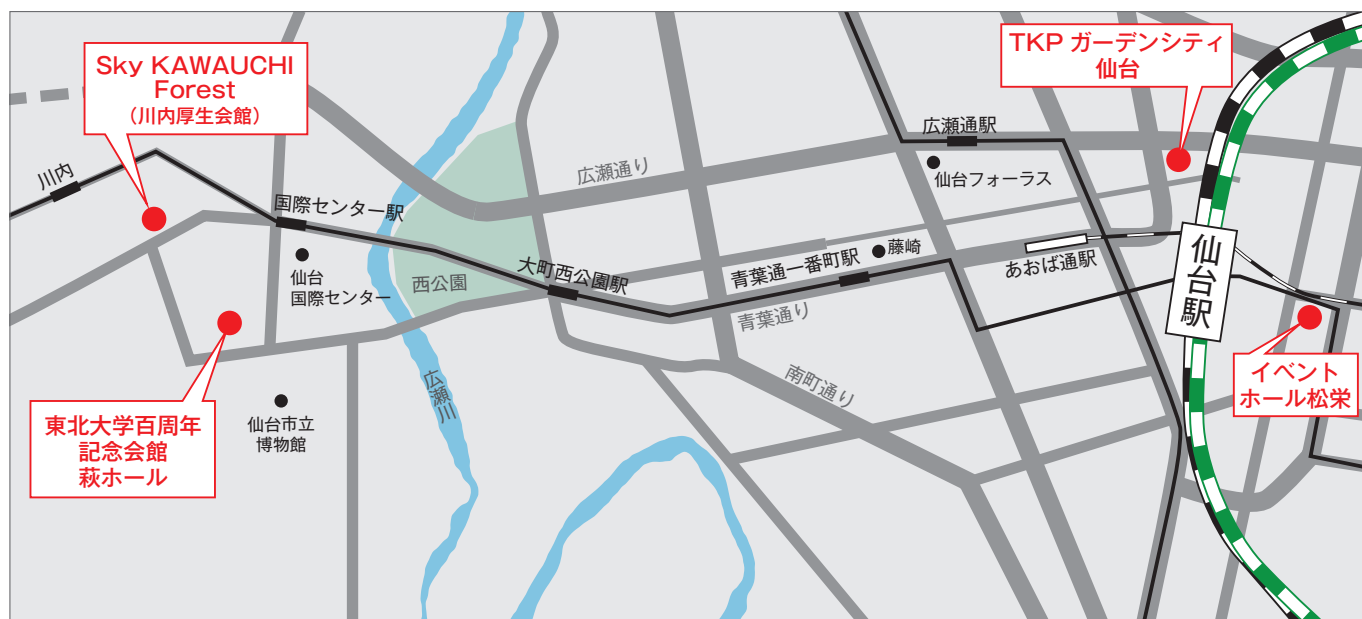 Sky KAWAUCHI
Forest
（川内厚生会館）
TKP ガーデンシティ
仙台
川内
国際センター駅
仙台
国際センター
西公園
大町西公園駅
広瀬通り
広瀬通駅
仙台フォーラス
青葉通一番町駅
藤崎
あおば通駅
青葉通り
仙台駅
南町通り
広瀬川
仙台市立
博物館
東北大学百周年
記念会館
萩ホール
イベント
ホール松栄